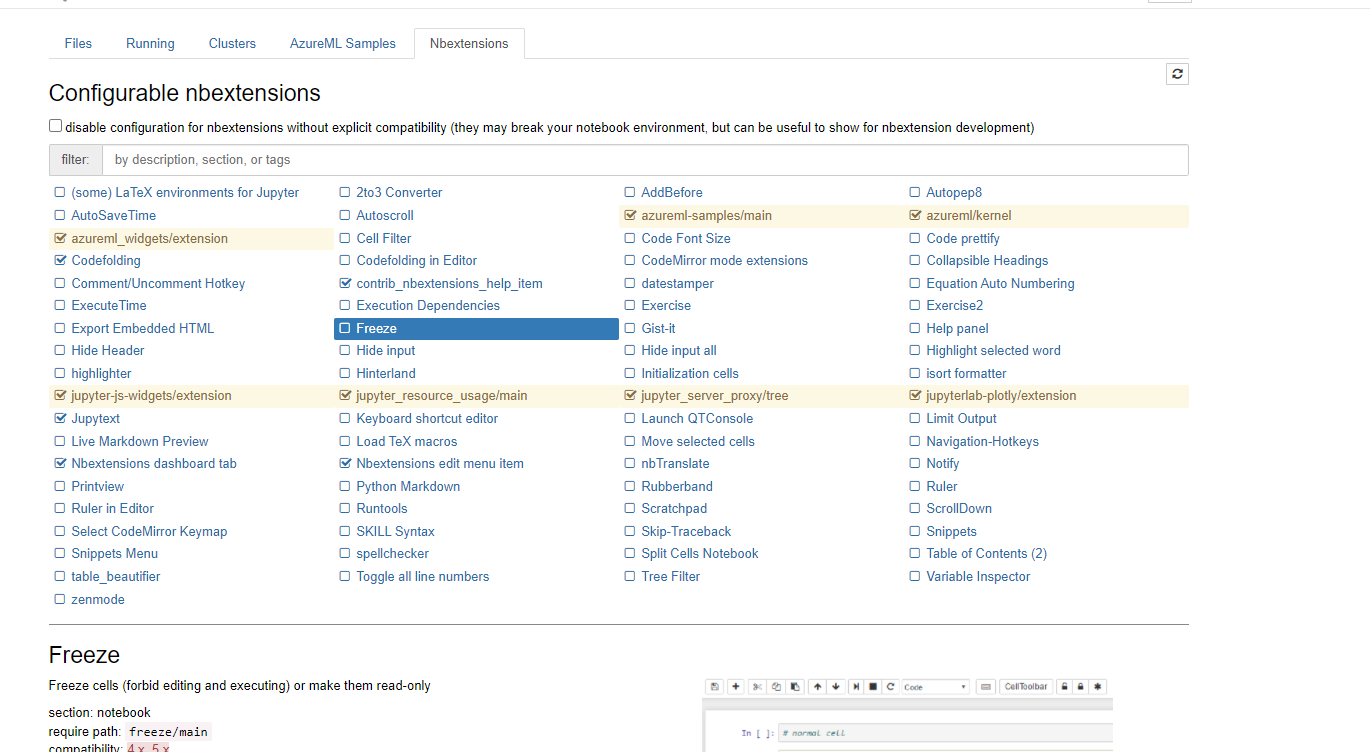 Files Running Clusters AzureML Samples Nbextensions
Configurable nbextensions
disable configuration for nbextensions without explicit compatibility (they may break your notebook environment, but can be useful to show for nbextension development)
filter: by description, section, or tags
(some) LaTeX environments for Jupyter 2to3 Converter AddBefore Autopep8
AutoSaveTime Autoscroll azureml-samples/main azureml/kernel
azureml_widgets/extension Cell Filter Code Font Size Code prettify
Codefolding Codefolding in Editor CodeMirror mode extensions Collapsible Headings
Comment/Uncomment Hotkey contrib_nbextensions_help_item datestamper Equation Auto Numbering
ExecuteTime Execution Dependencies Exercise Exercise2
Export Embedded HTML Freeze Gist-it Help panel
Hide Header Hide input Hide input all Highlight selected word
highlighter Hinterland Initialization cells isort formatter
jupyter-js-widgets/extension jupyter_resource_usage/main jupyter_server_proxy/tree jupyterlab-plotly/extension
Jupytext Keyboard shortcut editor Launch QTConsole Limit Output
Live Markdown Preview Load TeX macros Move selected cells Navigation-Hotkeys
Nbextensions dashboard tab Nbextensions edit menu item nbTranslate Notify
Printview Python Markdown Rubberband Ruler
Ruler in Editor Runtools Scratchpad ScrollDown
Select CodeMirror Keymap SKILL Syntax Skip-Traceback Snippets
Snippets Menu spellchecker Split Cells Notebook Table of Contents (2)
table_beautifier Toggle all line numbers Tree Filter Variable Inspector
zenmode
Freeze
Freeze cells (forbid editing and executing) or make them read-only
Code CellToolbar
section: notebook
require path: freeze/main
In [ ]: # normal cell
compatibility: 4.x, 5.x